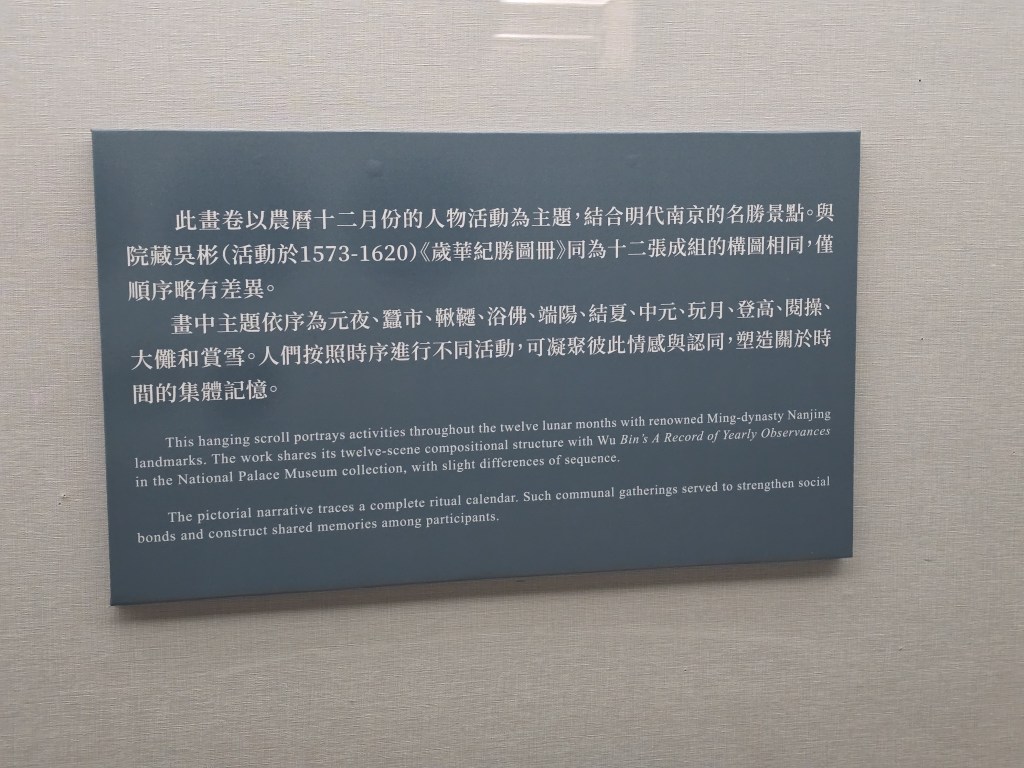 此畫卷以農曆十二月份的人物活動為主題，結合明代南京的名勝景點。與
院藏吳彬（活動於1573-1620）《歲華紀勝圖冊》同為十二張成組的構圖相同，僅
順序略有差異。
畫中主題依序為元夜、蠶市、鞦韆、浴佛、端陽、結夏、中元、玩月、登高、閱操、
大儺和賞雪。人們按照時序進行不同活動，可凝聚彼此情感與認同，塑造關於時
間的集體記憶。
This hanging scroll portrays activities throughout the twelve lunar months with renowned Ming-dynasty Nanjing
landmarks. The work shares its twelve-scene compositional structure with Wu Bin's A Record of Yearly Observances
in the National Palace Museum collection, with slight differences of sequence.
The pictorial narrative traces a complete ritual calendar. Such communal gatherings served to strengthen social
bonds and construct shared memories among participants.